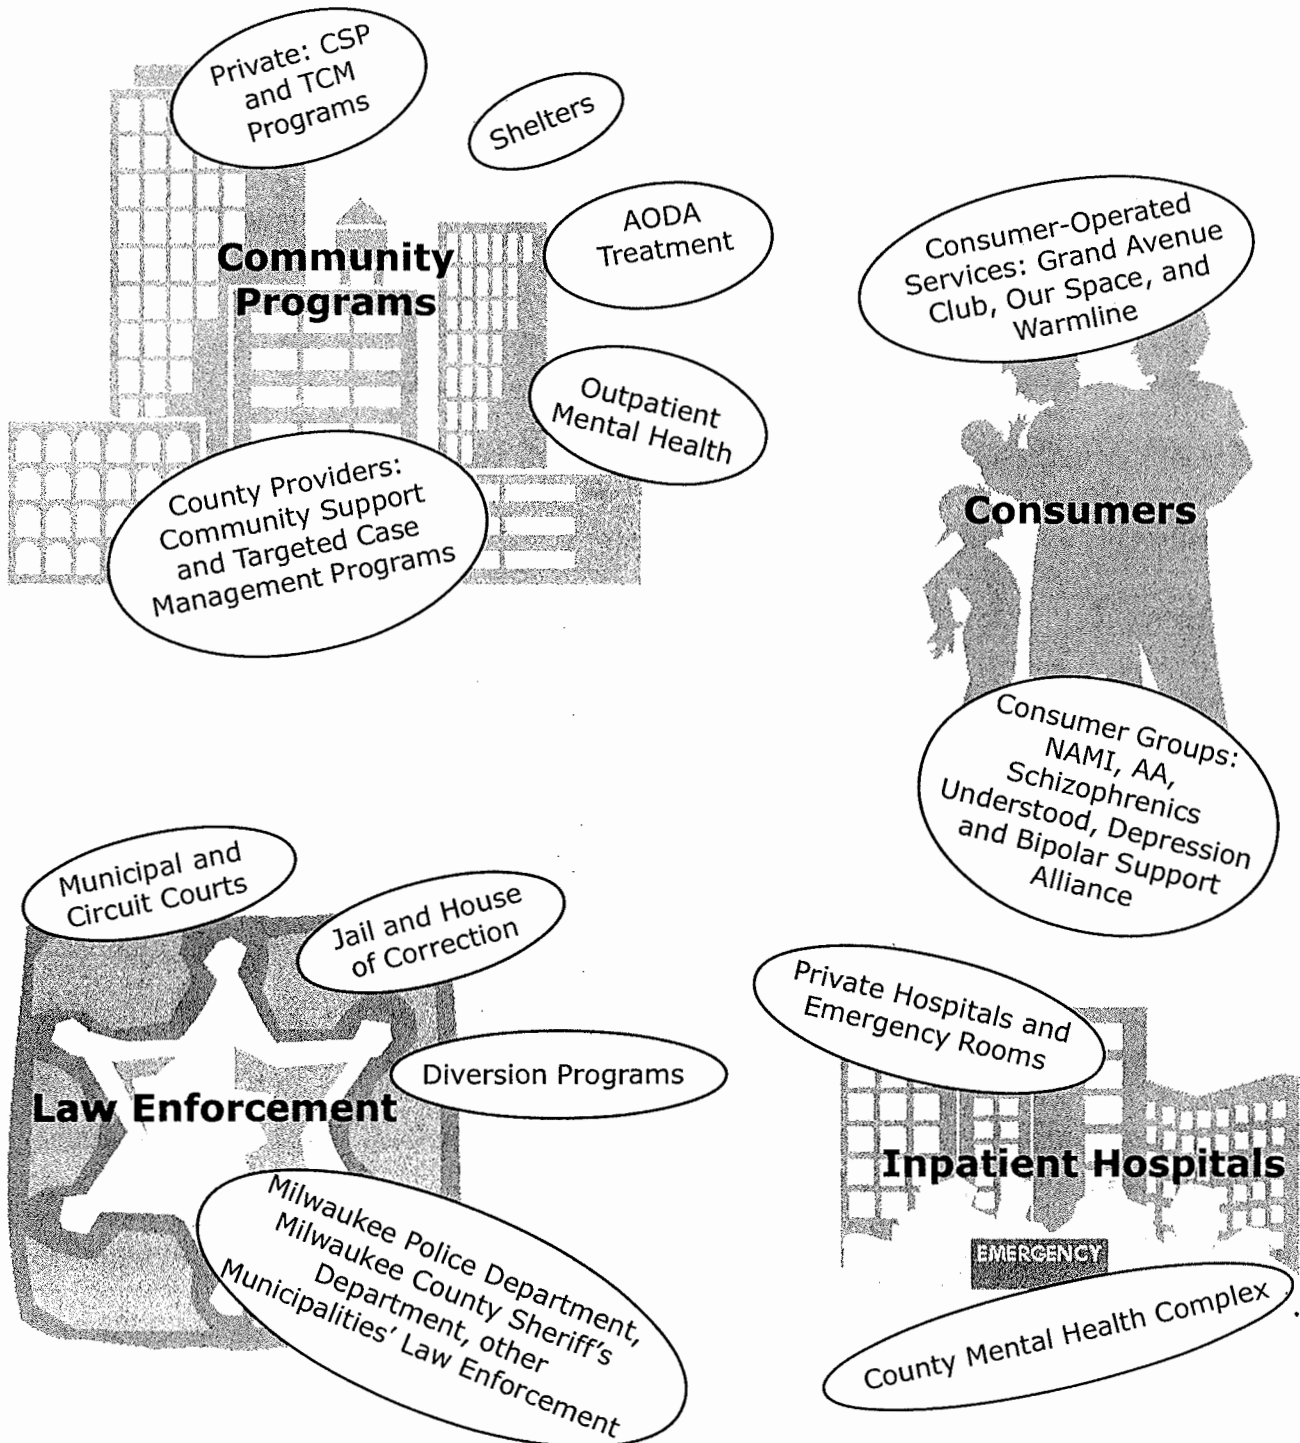 Private: CSP
and TCM
Programs
Shelters
AODA
Treatment
Community
Programs
Outpatient
Mental Health
County Providers:
Community Support
and Targeted Case
Management Programs
Consumer-Operated
Services: Grand Avenue
Club, Our Space, and
Warmline
Consumers
Consumer Groups:
NAMI, AA,
Schizophrenics
Understood, Depression
and Bipolar Support
Alliance
Municipal and
Circuit Courts
Jail and House
of Correction
Diversion Programs
Law Enforcement
Milwaukee Police Department,
Milwaukee County Sheriff's
Department, other
Municipalities' Law Enforcement
Private Hospitals and
Emergency Rooms
Inpatient Hospitals
EMERGENCY
County Mental Health Complex